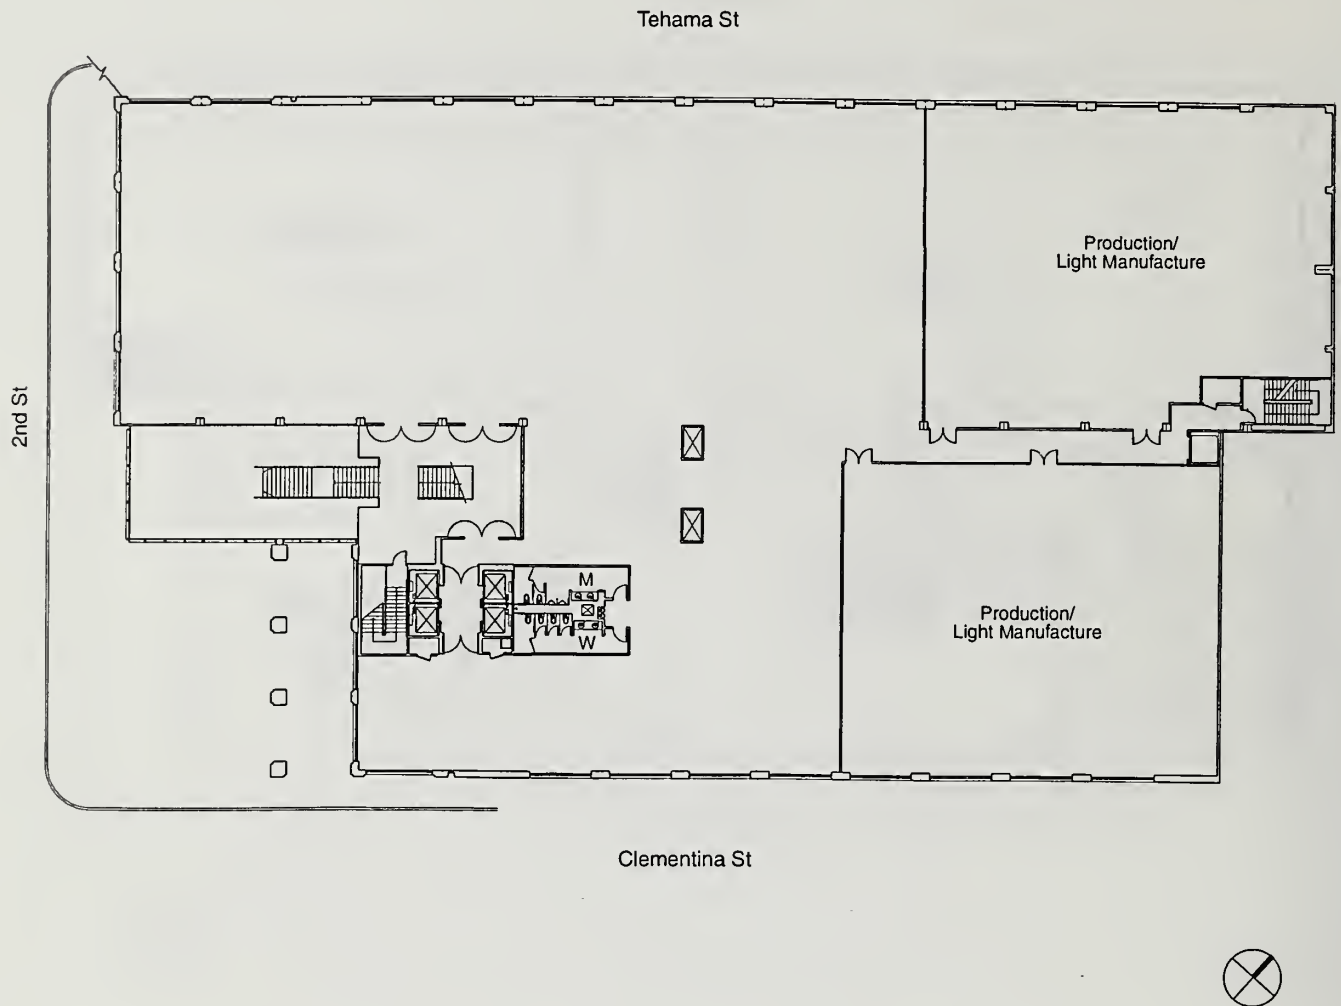 Tehama St
Production/
Light Manufacture
2nd St
M
W
Production/
Light Manufacture
Clementina St